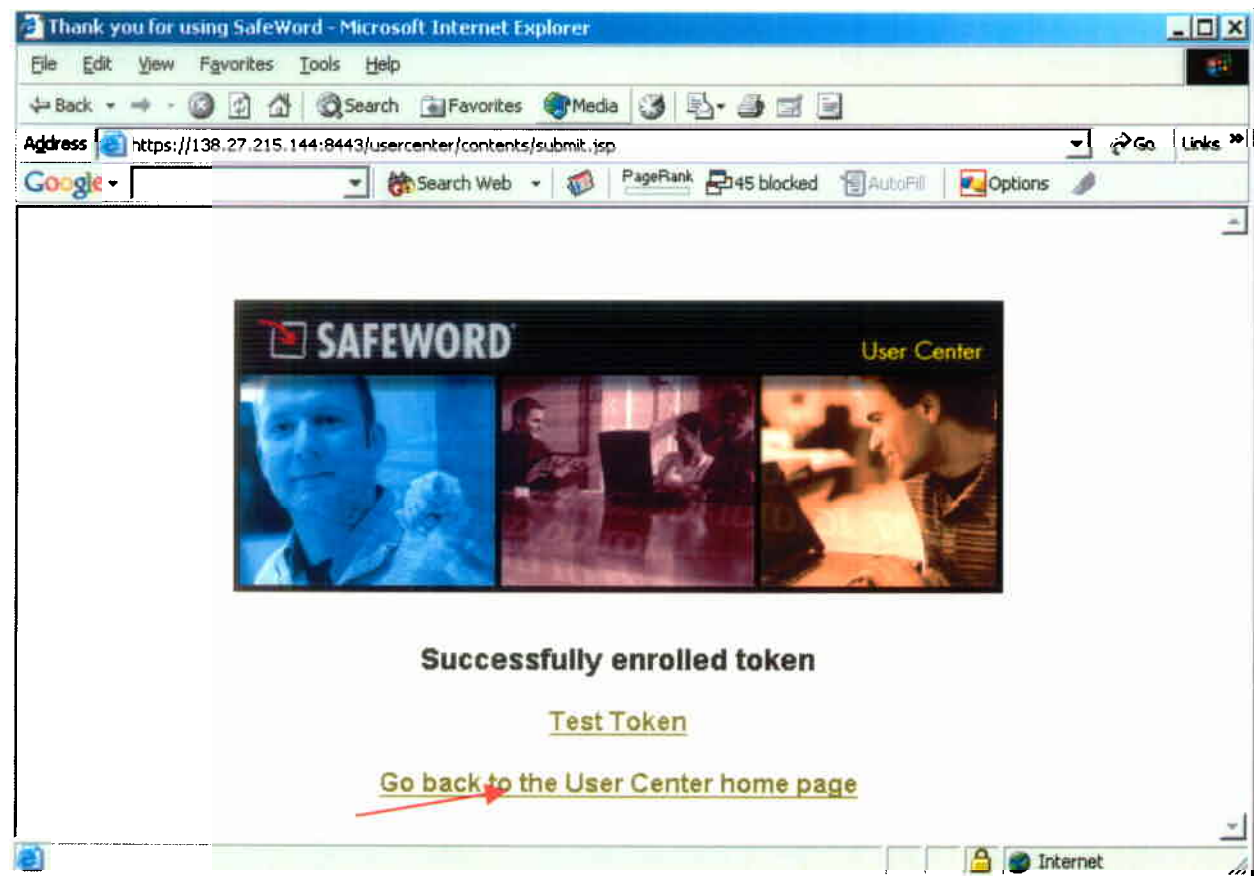 Thank you for using SafeWord - Microsoft Internet Explorer
File Edit View Favorites Tools Help
Back Search Favorites Media
Address https://138.27.215.144:8443/usercenter/contents/submit.jsp Go Links »
Google Search Web PageRank 45 blocked AutoFill Options
SAFEWORD
User Center
Successfully enrolled token
Test Token
Go back to the User Center home page
Internet